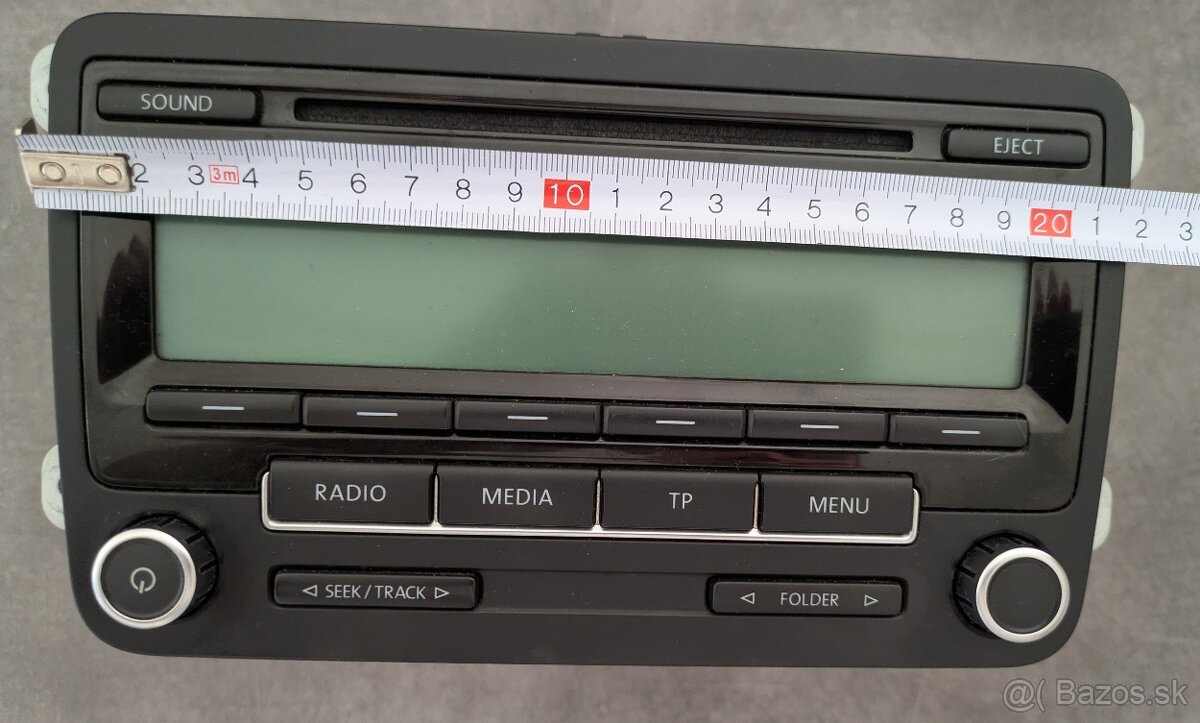 SOUND
EJECT
1 2 3 3m 4 5 6 7 8 9 10 1 2 3 4 5 6 7 8 9 20 1 2 3
RADIO MEDIA TP MENU
SEEK/TRACK
FOLDER
@( Bazos.sk